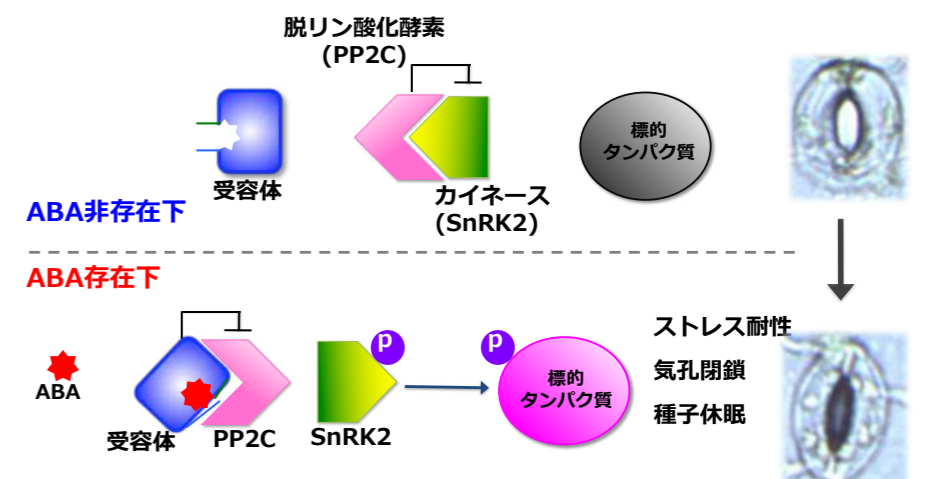 脱リン酸化酵素
(PP2C)
標的
タンパク質
受容体
カイネース
(SnRK2)
ABA非存在下
ABA存在下
p
p
ストレス耐性
気孔閉鎖
種子休眠
標的
タンパク質
ABA
受容体
PP2C
SnRK2